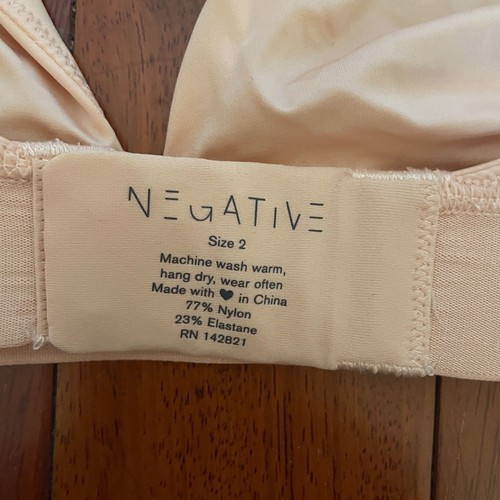 NEGATIVE
Size 2
Machine wash warm,
hang dry, wear often
Made with ♥ in China
77% Nylon
23% Elastane
RN 142821